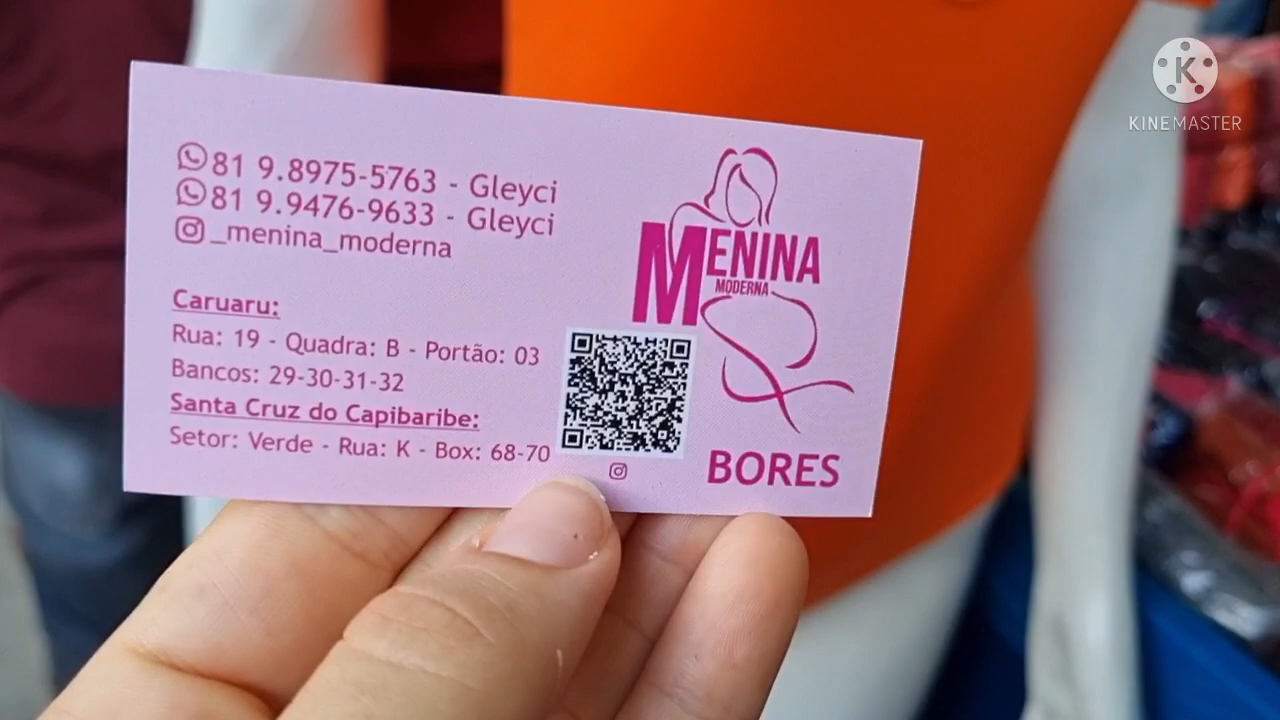 81 9.8975-5763 - Gleyci
81 9.9476-9633 - Gleyci
_menina_moderna
Caruaru:
Rua: 19 - Quadra: B - Portão: 03
Bancos: 29-30-31-32
Santa Cruz do Capibaribe:
Setor: Verde - Rua: K - Box: 68-70
MENINA
MODERNA
BORES
K
KINEMASTER